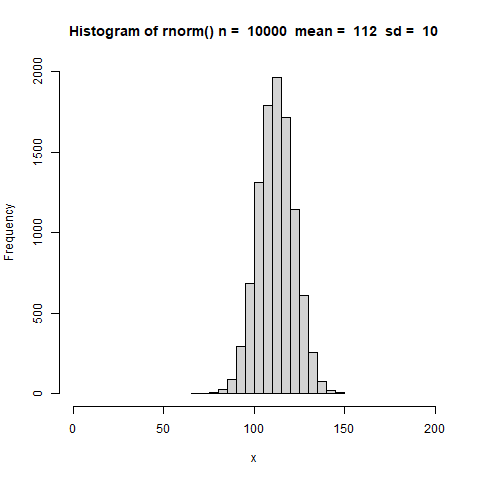 Histogram of rnorm() n =  10000  mean =  112  sd =  10
2000
1500
1000
500
0
Frequency
0 50 100 150 200
x